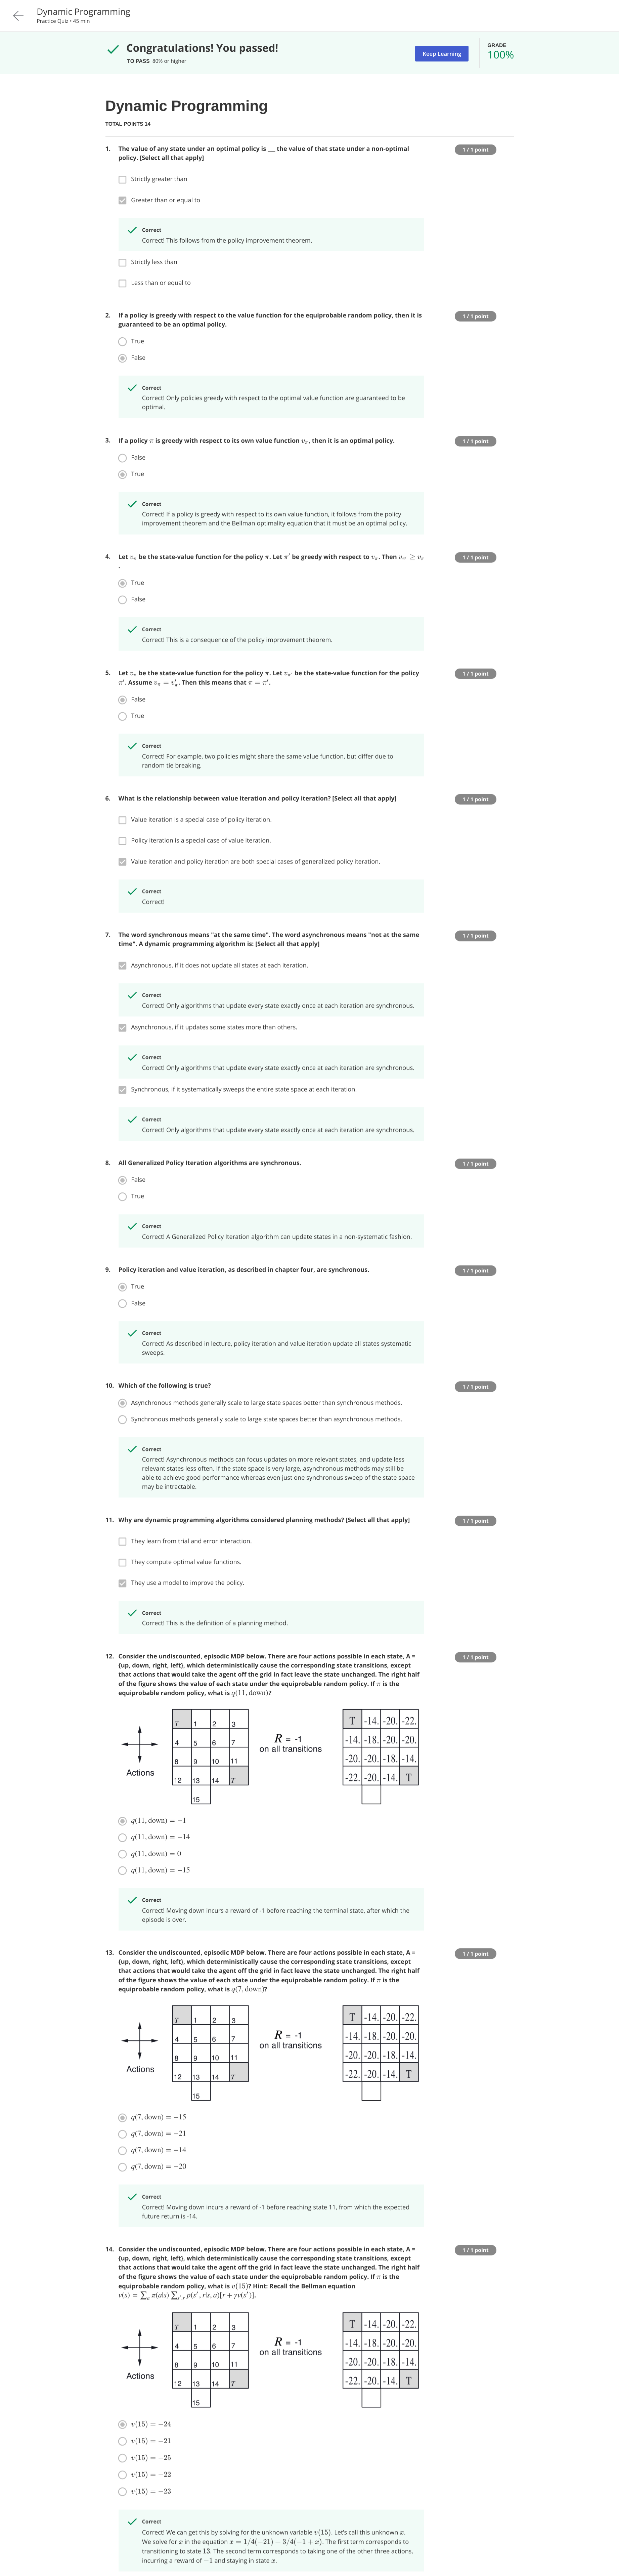 Dynamic Programming
Practice Quiz • 45 min
Congratulations! You passed!
TO PASS 80% or higher
Keep Learning
GRADE
100%
Dynamic Programming
TOTAL POINTS 14
1. The value of any state under an optimal policy is ___ the value of that state under a non-optimal
policy. [Select all that apply]
1 / 1 point
Strictly greater than
Greater than or equal to
Correct
Correct! This follows from the policy improvement theorem.
Strictly less than
Less than or equal to
2. If a policy is greedy with respect to the value function for the equiprobable random policy, then it is
guaranteed to be an optimal policy.
1 / 1 point
True
False
Correct
Correct! Only policies greedy with respect to the optimal value function are guaranteed to be
optimal.
3. If a policy π is greedy with respect to its own value function vπ, then it is an optimal policy.
1 / 1 point
False
True
Correct
Correct! If a policy is greedy with respect to its own value function, it follows from the policy
improvement theorem and the Bellman optimality equation that it must be an optimal policy.
4. Let vπ be the state-value function for the policy π. Let π′ be greedy with respect to vπ. Then vπ′ ≥ vπ
.
1 / 1 point
True
False
Correct
Correct! This is a consequence of the policy improvement theorem.
5. Let vπ be the state-value function for the policy π. Let vπ′ be the state-value function for the policy
π′. Assume vπ = v′π. Then this means that π = π′.
1 / 1 point
False
True
Correct
Correct! For example, two policies might share the same value function, but differ due to
random tie breaking.
6. What is the relationship between value iteration and policy iteration? [Select all that apply]
1 / 1 point
Value iteration is a special case of policy iteration.
Policy iteration is a special case of value iteration.
Value iteration and policy iteration are both special cases of generalized policy iteration.
Correct
Correct!
7. The word synchronous means "at the same time". The word asynchronous means "not at the same
time". A dynamic programming algorithm is: [Select all that apply]
1 / 1 point
Asynchronous, if it does not update all states at each iteration.
Correct
Correct! Only algorithms that update every state exactly once at each iteration are synchronous.
Asynchronous, if it updates some states more than others.
Correct
Correct! Only algorithms that update every state exactly once at each iteration are synchronous.
Synchronous, if it systematically sweeps the entire state space at each iteration.
Correct
Correct! Only algorithms that update every state exactly once at each iteration are synchronous.
8. All Generalized Policy Iteration algorithms are synchronous.
1 / 1 point
False
True
Correct
Correct! A Generalized Policy Iteration algorithm can update states in a non-systematic fashion.
9. Policy iteration and value iteration, as described in chapter four, are synchronous.
1 / 1 point
True
False
Correct
Correct! As described in lecture, policy iteration and value iteration update all states systematic
sweeps.
10. Which of the following is true?
1 / 1 point
Asynchronous methods generally scale to large state spaces better than synchronous methods.
Synchronous methods generally scale to large state spaces better than asynchronous methods.
Correct
Correct! Asynchronous methods can focus updates on more relevant states, and update less
relevant states less often. If the state space is very large, asynchronous methods may still be
able to achieve good performance whereas even just one synchronous sweep of the state space
may be intractable.
11. Why are dynamic programming algorithms considered planning methods? [Select all that apply]
1 / 1 point
They learn from trial and error interaction.
They compute optimal value functions.
They use a model to improve the policy.
Correct
Correct! This is the definition of a planning method.
12. Consider the undiscounted, episodic MDP below. There are four actions possible in each state, A =
{up, down, right, left}, which deterministically cause the corresponding state transitions, except
that actions that would take the agent off the grid in fact leave the state unchanged. The right half
of the figure shows the value of each state under the equiprobable random policy. If π is the
equiprobable random policy, what is q(11, down)?
1 / 1 point
T 1 2 3
4 5 6 7
8 9 10 11
12 13 14 T
15
Actions
R = -1
on all transitions
T -14. -20. -22.
-14. -18. -20. -20.
-20. -20. -18. -14.
-22. -20. -14. T
q(11, down) = −1
q(11, down) = −14
q(11, down) = 0
q(11, down) = −15
Correct
Correct! Moving down incurs a reward of -1 before reaching the terminal state, after which the
episode is over.
13. Consider the undiscounted, episodic MDP below. There are four actions possible in each state, A =
{up, down, right, left}, which deterministically cause the corresponding state transitions, except
that actions that would take the agent off the grid in fact leave the state unchanged. The right half
of the figure shows the value of each state under the equiprobable random policy. If π is the
equiprobable random policy, what is q(7, down)?
1 / 1 point
T 1 2 3
4 5 6 7
8 9 10 11
12 13 14 T
15
Actions
R = -1
on all transitions
T -14. -20. -22.
-14. -18. -20. -20.
-20. -20. -18. -14.
-22. -20. -14. T
q(7, down) = −15
q(7, down) = −21
q(7, down) = −14
q(7, down) = −20
Correct
Correct! Moving down incurs a reward of -1 before reaching state 11, from which the expected
future return is -14.
14. Consider the undiscounted, episodic MDP below. There are four actions possible in each state, A =
{up, down, right, left}, which deterministically cause the corresponding state transitions, except
that actions that would take the agent off the grid in fact leave the state unchanged. The right half
of the figure shows the value of each state under the equiprobable random policy. If π is the
equiprobable random policy, what is v(15)? Hint: Recall the Bellman equation
v(s) = ∑a π(a|s) ∑s′,r p(s′, r|s, a)[r + γv(s′)].
1 / 1 point
T 1 2 3
4 5 6 7
8 9 10 11
12 13 14 T
15
Actions
R = -1
on all transitions
T -14. -20. -22.
-14. -18. -20. -20.
-20. -20. -18. -14.
-22. -20. -14. T
v(15) = −24
v(15) = −21
v(15) = −25
v(15) = −22
v(15) = −23
Correct
Correct! We can get this by solving for the unknown variable v(15). Let's call this unknown x.
We solve for x in the equation x = 1/4(−21) + 3/4(−1 + x). The first term corresponds to
transitioning to state 13. The second term corresponds to taking one of the other three actions,
incurring a reward of −1 and staying in state x.